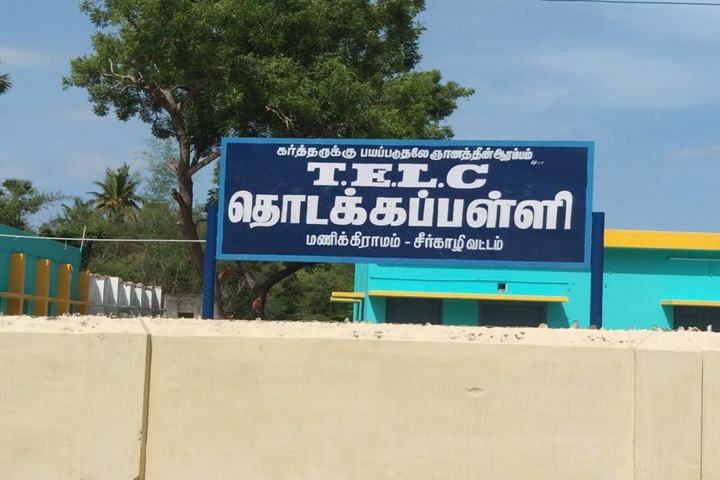 கர்த்தருக்கு பயப்படுதலே ஞானத்தின் ஆரம்பம்
T.E.L.C
தொடக்கப்பள்ளி
மணிக்கிராமம் - சீர்காழிவட்டம்